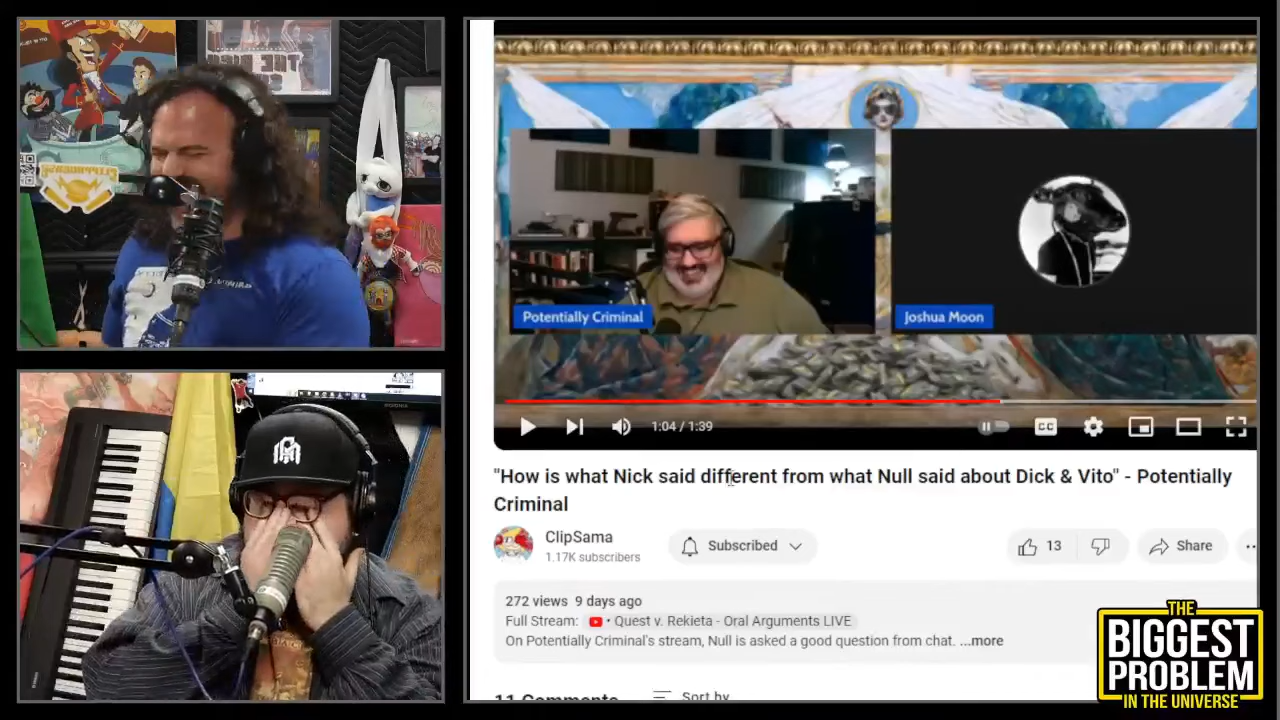 Potentially Criminal
Joshua Moon
1:04 / 1:39
CC
"How is what Nick said different from what Null said about Dick & Vito" - Potentially
Criminal
ClipSama
1.17K subscribers
Subscribed
13
Share
272 views 9 days ago
Full Stream: • Quest v. Rekieta - Oral Arguments LIVE
On Potentially Criminal's stream, Null is asked a good question from chat. ...more
11 Comments
Sort by
THE
BIGGEST
PROBLEM
IN THE UNIVERSE